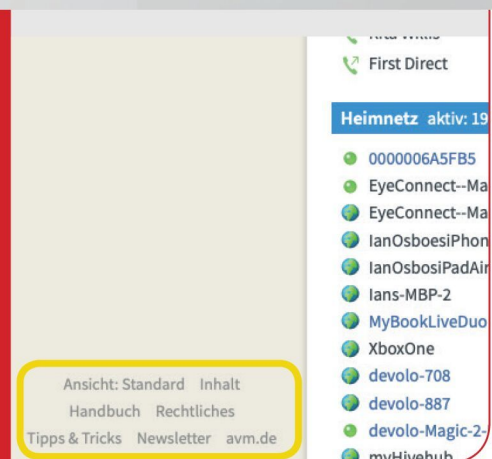 First Direct
Heimnetz aktiv: 19
0000006A5FB5
EyeConnect--Ma
EyeConnect--Ma
IanOsboesiPhon
IanOsbosiPadAir
Ians-MBP-2
MyBookLiveDuo
XboxOne
devolo-708
devolo-887
devolo-Magic-2-
myHivehub
Ansicht: Standard Inhalt
Handbuch Rechtliches
Tipps & Tricks Newsletter avm.de